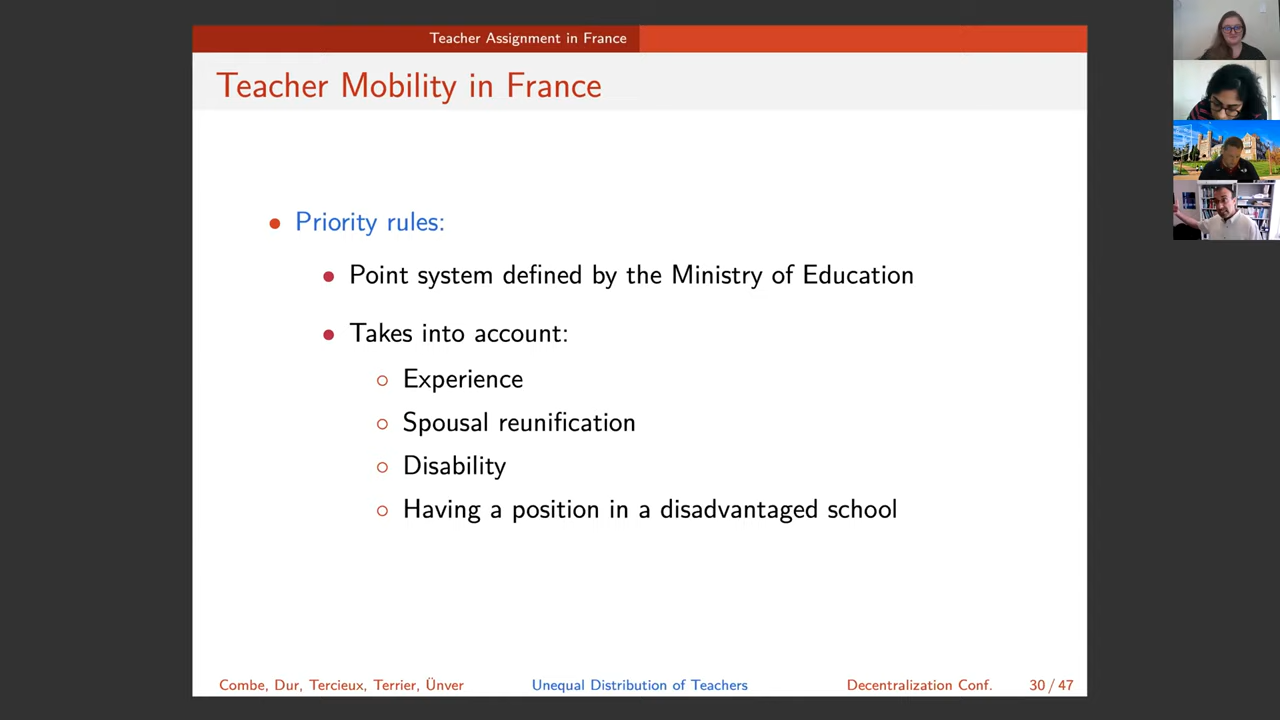 Teacher Assignment in France
Teacher Mobility in France
• Priority rules:
• Point system defined by the Ministry of Education
• Takes into account:
◦ Experience
◦ Spousal reunification
◦ Disability
◦ Having a position in a disadvantaged school
Combe, Dur, Tercieux, Terrier, Ünver Unequal Distribution of Teachers Decentralization Conf. 30 / 47